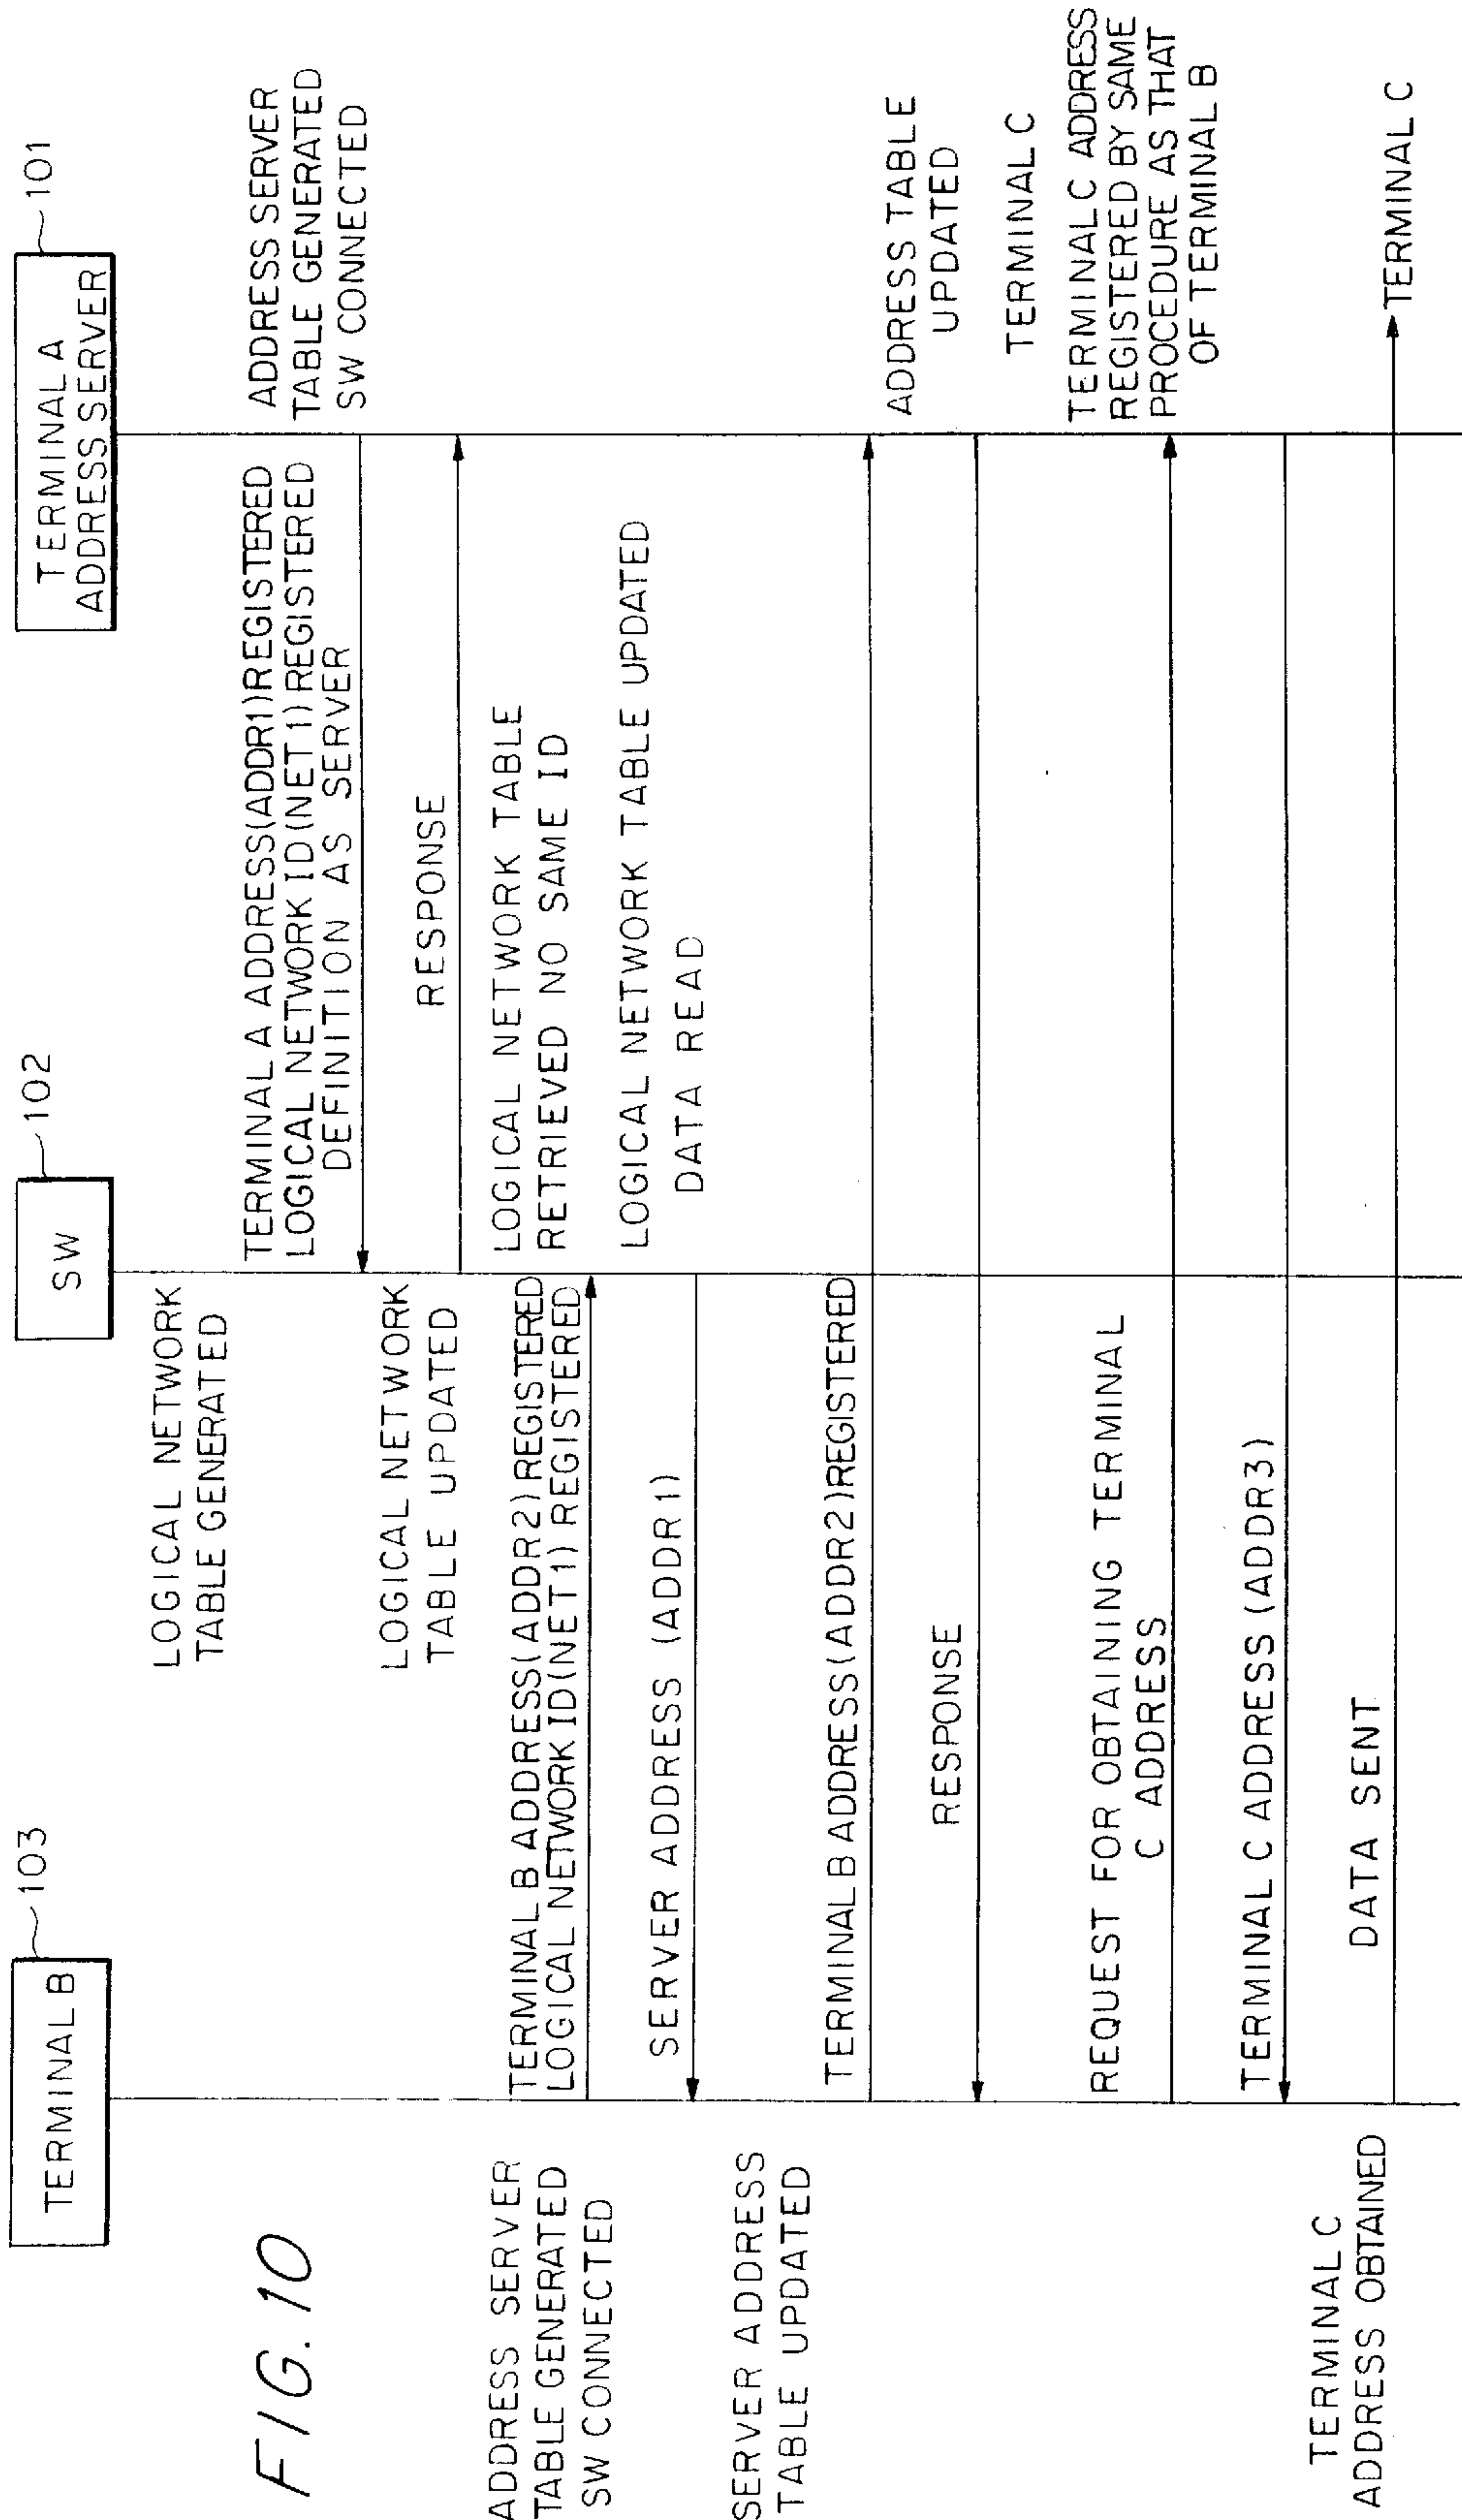 FIG. 10
TERMINAL B
103
SW
102
TERMINAL A
ADDRESS SERVER
101
LOGICAL NETWORK
TABLE GENERATED
ADDRESS SERVER
TABLE GENERATED
SW CONNECTED
TERMINAL A ADDRESS(ADDR1)REGISTERED
LOGICAL NETWORK ID(NET1)REGISTERED
DEFINITION AS SERVER
LOGICAL NETWORK
TABLE UPDATED
RESPONSE
ADDRESS SERVER
TABLE GENERATED
SW CONNECTED
TERMINAL B ADDRESS(ADDR2)REGISTERED
LOGICAL NETWORK ID(NET1) REGISTERED
LOGICAL NETWORK TABLE
RETRIEVED NO SAME ID
LOGICAL NETWORK TABLE UPDATED
DATA READ
SERVER ADDRESS (ADDR1)
SERVER ADDRESS
TABLE UPDATED
TERMINAL B ADDRESS(ADDR2)REGISTERED
ADDRESS TABLE
UPDATED
RESPONSE
TERMINAL C
TERMINAL C ADDRESS
REGISTERED BY SAME
PROCEDURE AS THAT
OF TERMINAL B
REQUEST FOR OBTAINING TERMINAL
C ADDRESS
TERMINAL C ADDRESS (ADDR3)
TERMINAL C
ADDRESS OBTAINED
DATA SENT
TERMINAL C